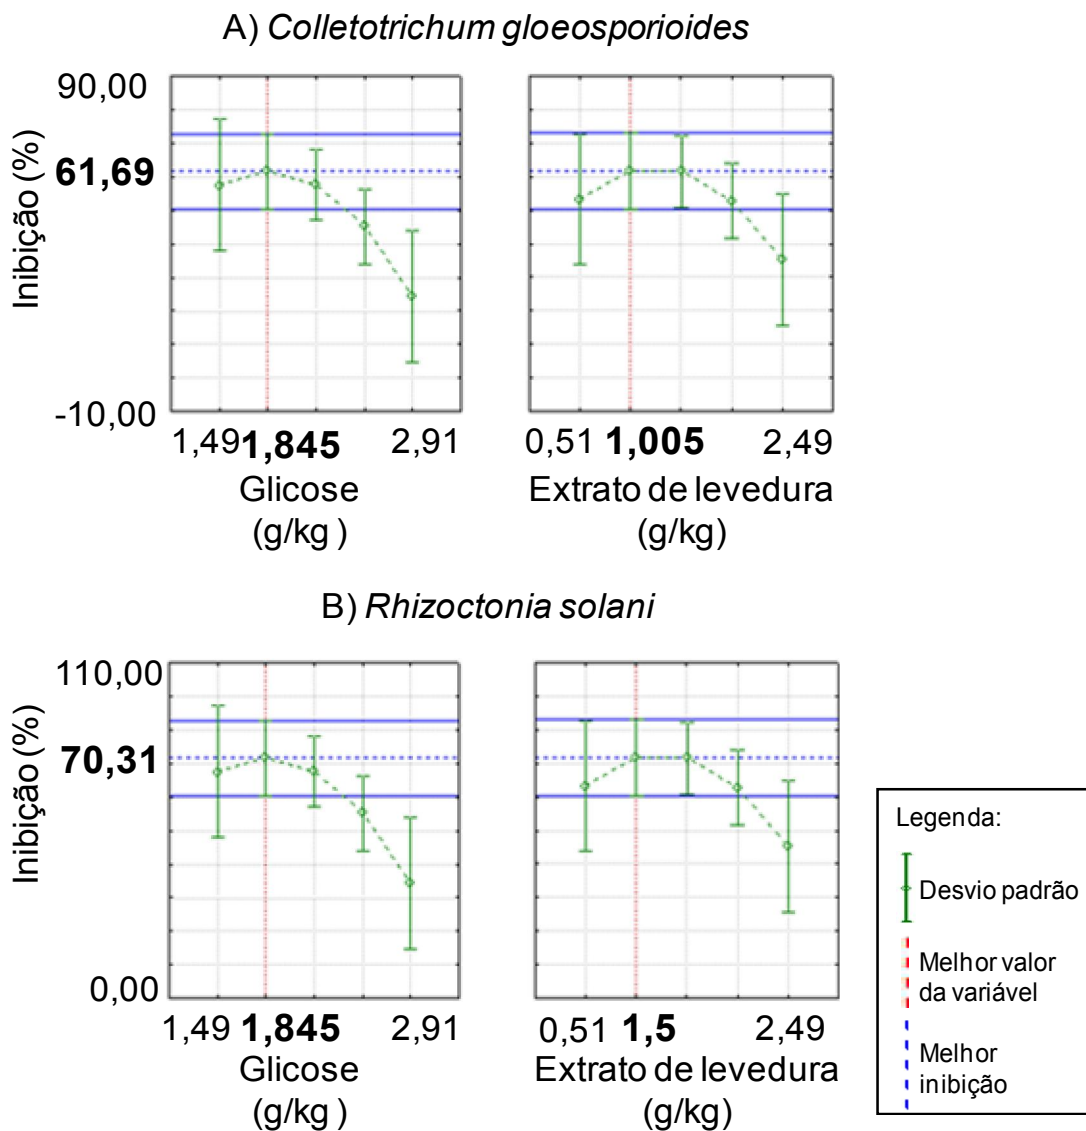 A) Colletotrichum gloeosporioides
90,00
61,69
-10,00
Inibição (%)
1,49 1,845 2,91
Glicose
(g/kg )
0,51 1,005 2,49
Extrato de levedura
(g/kg)
B) Rhizoctonia solani
110,00
70,31
0,00
Inibição (%)
1,49 1,845 2,91
Glicose
(g/kg )
0,51 1,5 2,49
Extrato de levedura
(g/kg)
Legenda:
Desvio padrão
Melhor valor
da variável
Melhor
inibição